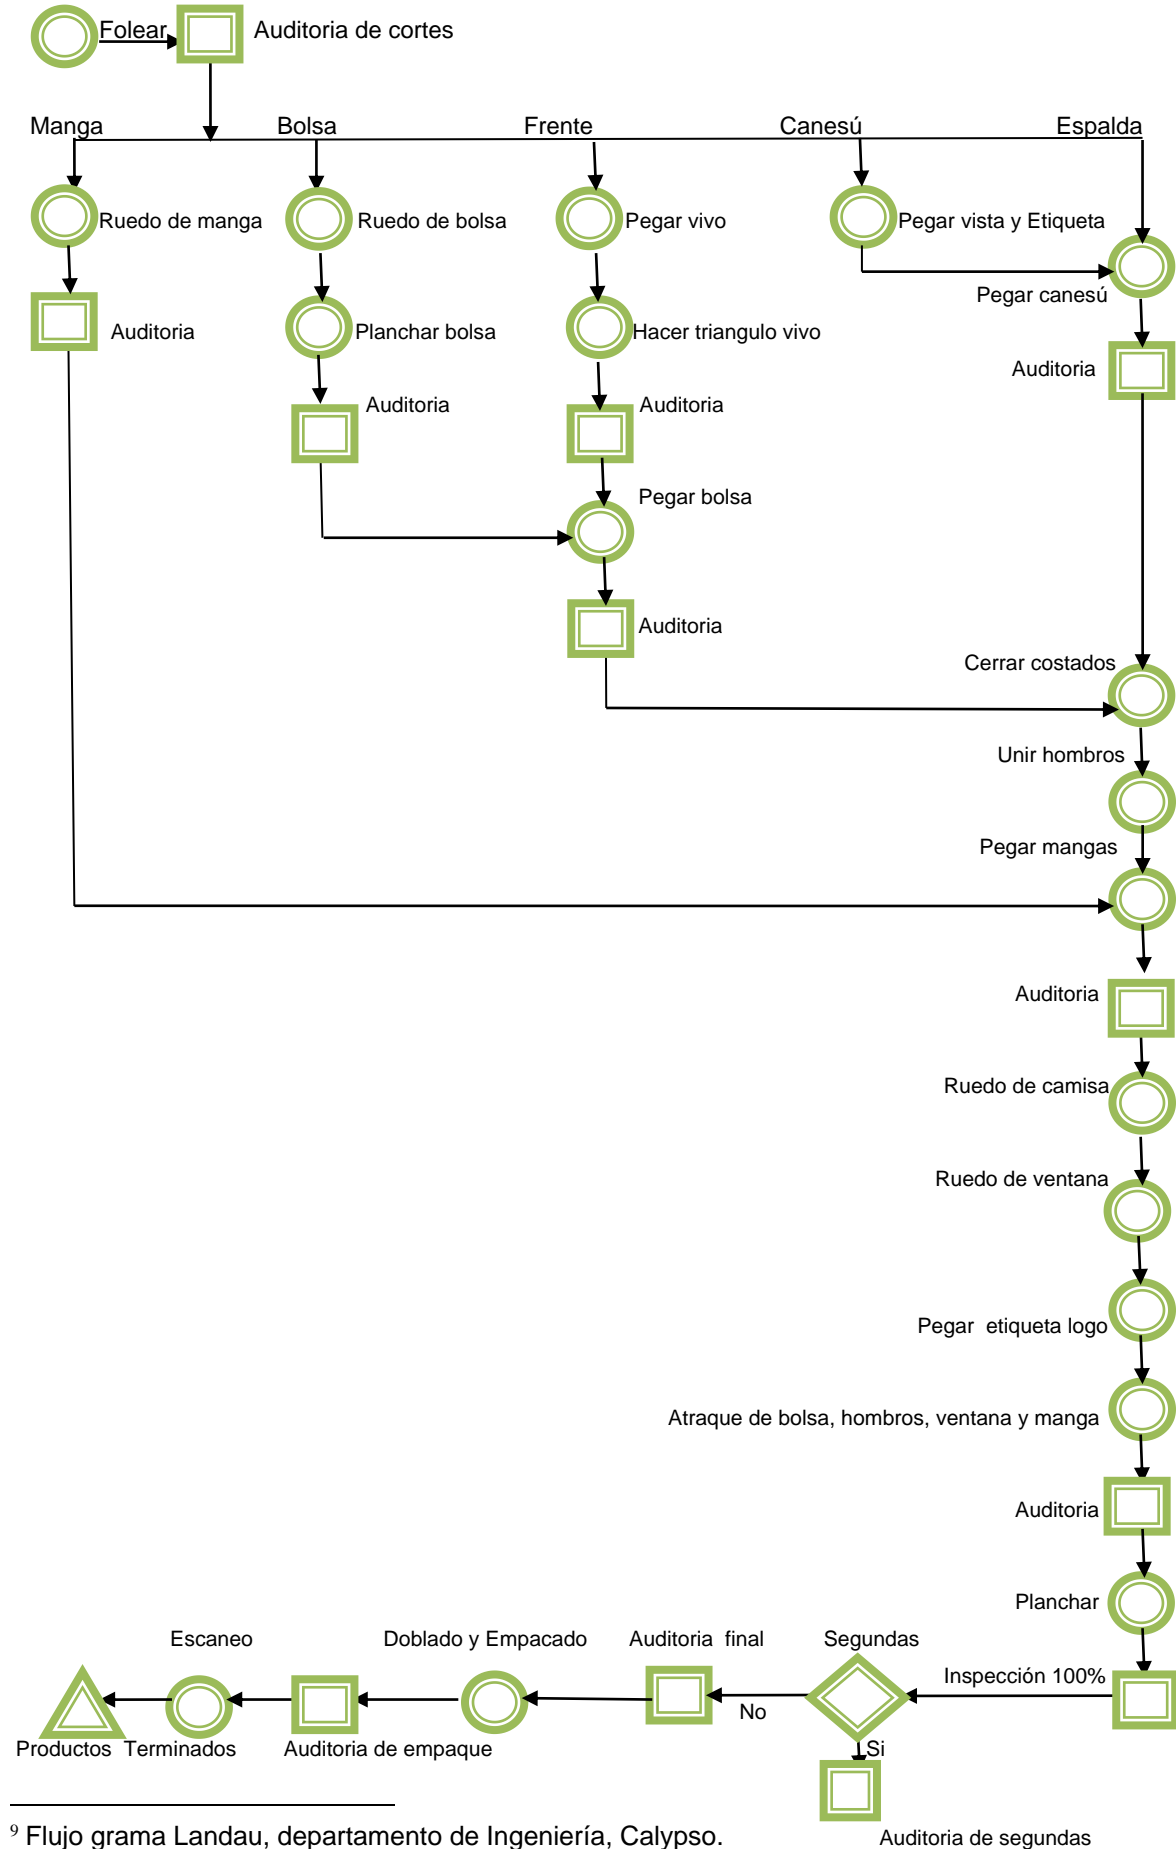 Folear
Auditoria de cortes
Manga
Bolsa
Frente
Canesú
Espalda
Ruedo de manga
Ruedo de bolsa
Pegar vivo
Pegar vista y Etiqueta
Pegar canesú
Auditoria
Planchar bolsa
Hacer triangulo vivo
Auditoria
Auditoria
Auditoria
Pegar bolsa
Auditoria
Cerrar costados
Unir hombros
Pegar mangas
Auditoria
Ruedo de camisa
Ruedo de ventana
Pegar etiqueta logo
Atraque de bolsa, hombros, ventana y manga
Auditoria
Planchar
Escaneo
Doblado y Empacado
Auditoria final
Segundas
Inspección 100%
No
Si
Productos Terminados
Auditoria de empaque
Auditoria de segundas
⁹ Flujo grama Landau, departamento de Ingeniería, Calypso.